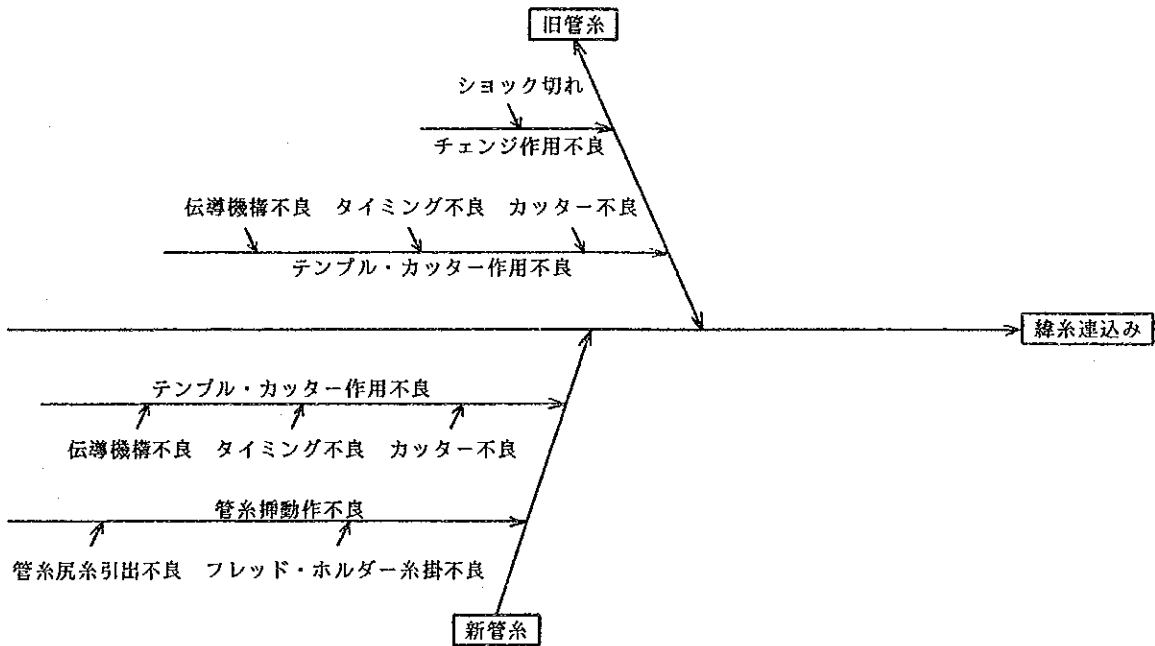 旧管糸
ショック切れ
チェンジ作用不良
伝導機構不良 タイミング不良 カッター不良
テンプル・カッター作用不良
緯糸連込み
テンプル・カッター作用不良
伝導機構不良 タイミング不良 カッター不良
管糸挿動作不良
管糸尻糸引出不良 フレッド・ホルダー糸掛不良
新管糸